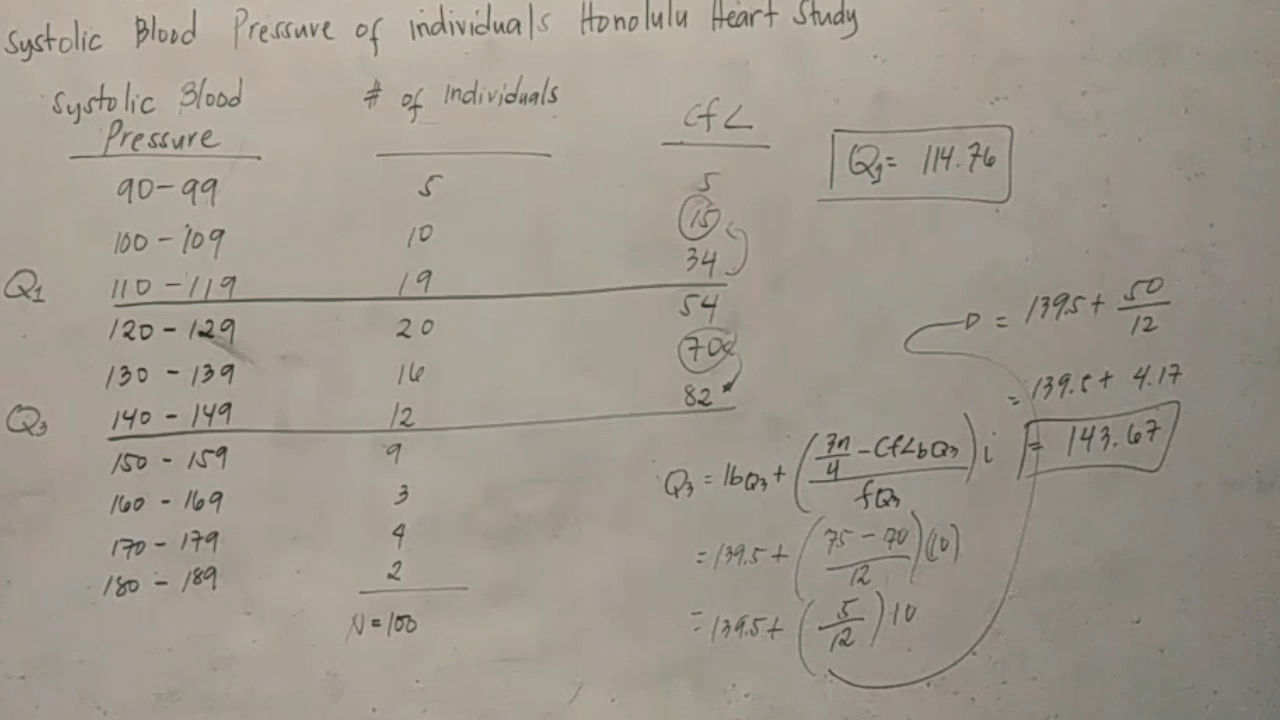 Systolic Blood Pressure of individuals Honolulu Heart Study
Systolic Blood Pressure
# of individuals
cf<
90-99 5 5
100-109 10 15
Q₁ 110-119 19 34
120-129 20 54
130-139 16 70
Q₃ 140-149 12 82
150-159 9
160-169 3
170-179 4
180-189 2
N=100
Q₁= 114.76
Q₃ = lbQ₃ + ((3n/4 - cf<bQ₃)/fQ₃) i
= 139.5 + ((75-70)/12)(10)
= 139.5 + (5/12)10
= 139.5 + 50/12
= 139.5 + 4.17
= 143.67